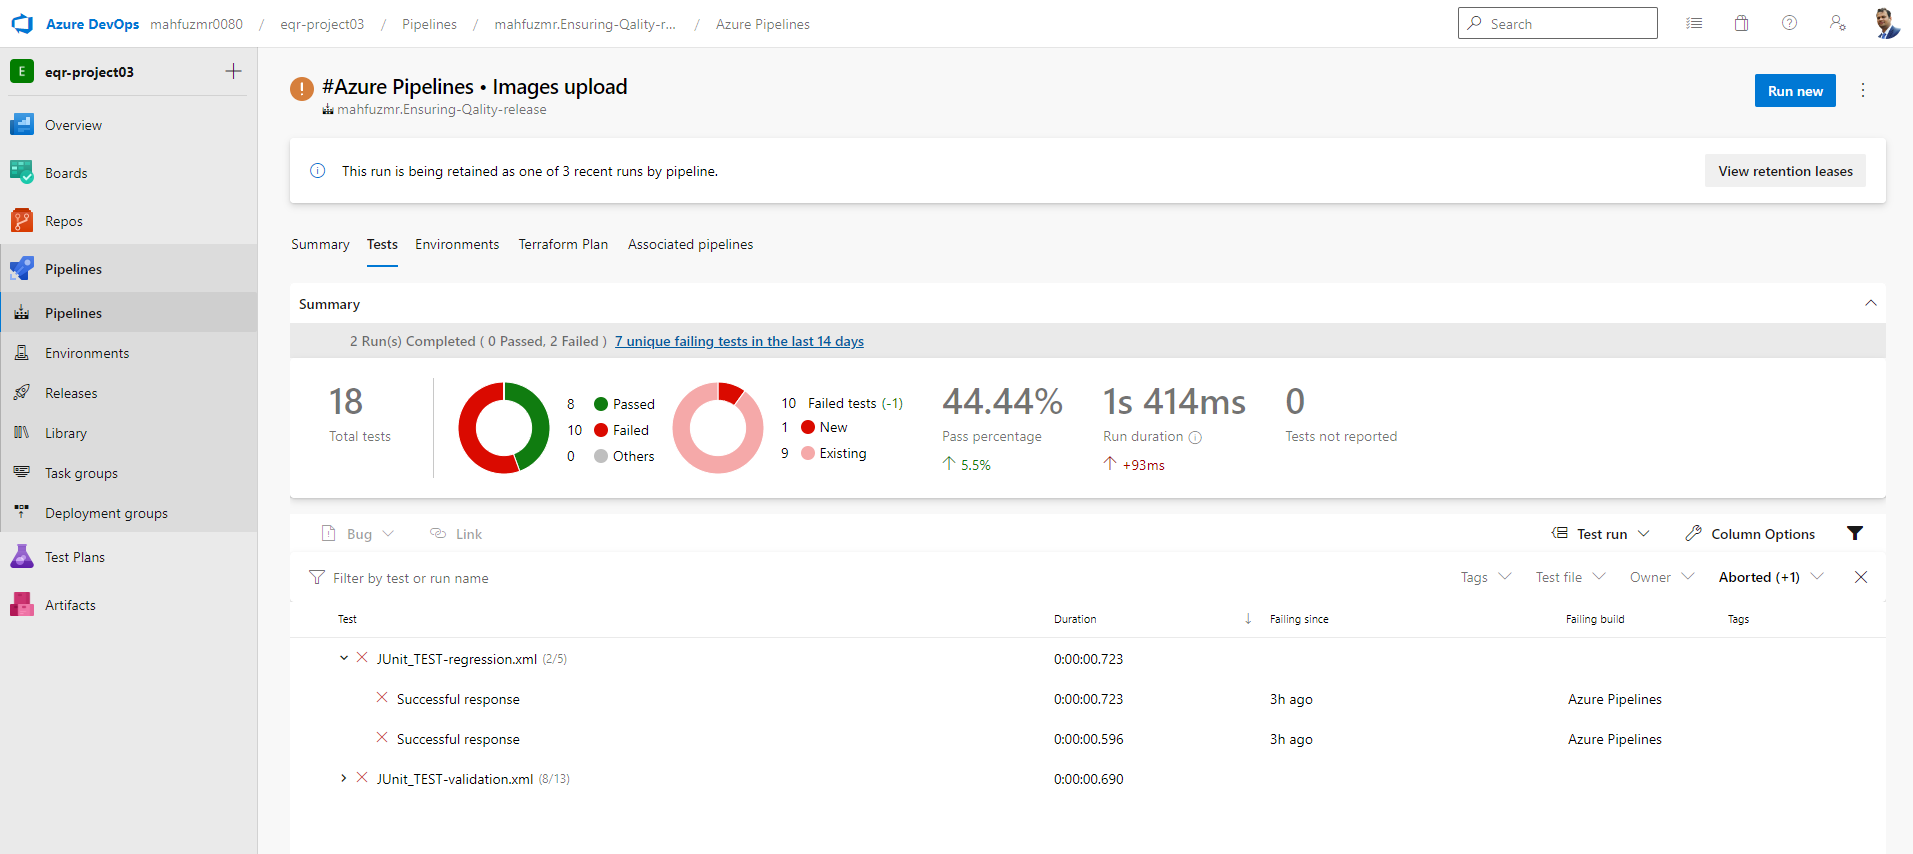 Azure DevOps mahfuzmr0080 / eqr-project03 / Pipelines / mahfuzmr.Ensuring-Qality-r... / Azure Pipelines
Search
E eqr-project03
Overview
Boards
Repos
Pipelines
Pipelines
Environments
Releases
Library
Task groups
Deployment groups
Test Plans
Artifacts
#Azure Pipelines • Images upload
mahfuzmr.Ensuring-Qality-release
Run new
This run is being retained as one of 3 recent runs by pipeline.
View retention leases
Summary Tests Environments Terraform Plan Associated pipelines
Summary
2 Run(s) Completed ( 0 Passed, 2 Failed ) 7 unique failing tests in the last 14 days
18
Total tests
8 Passed
10 Failed
0 Others
10 Failed tests (-1)
1 New
9 Existing
44.44%
Pass percentage
5.5%
1s 414ms
Run duration
+93ms
0
Tests not reported
Bug Link Test run Column Options
Filter by test or run name Tags Test file Owner Aborted (+1)
Test Duration Failing since Failing build Tags
JUnit_TEST-regression.xml (2/5) 0:00:00.723
Successful response 0:00:00.723 3h ago Azure Pipelines
Successful response 0:00:00.596 3h ago Azure Pipelines
JUnit_TEST-validation.xml (8/13) 0:00:00.690